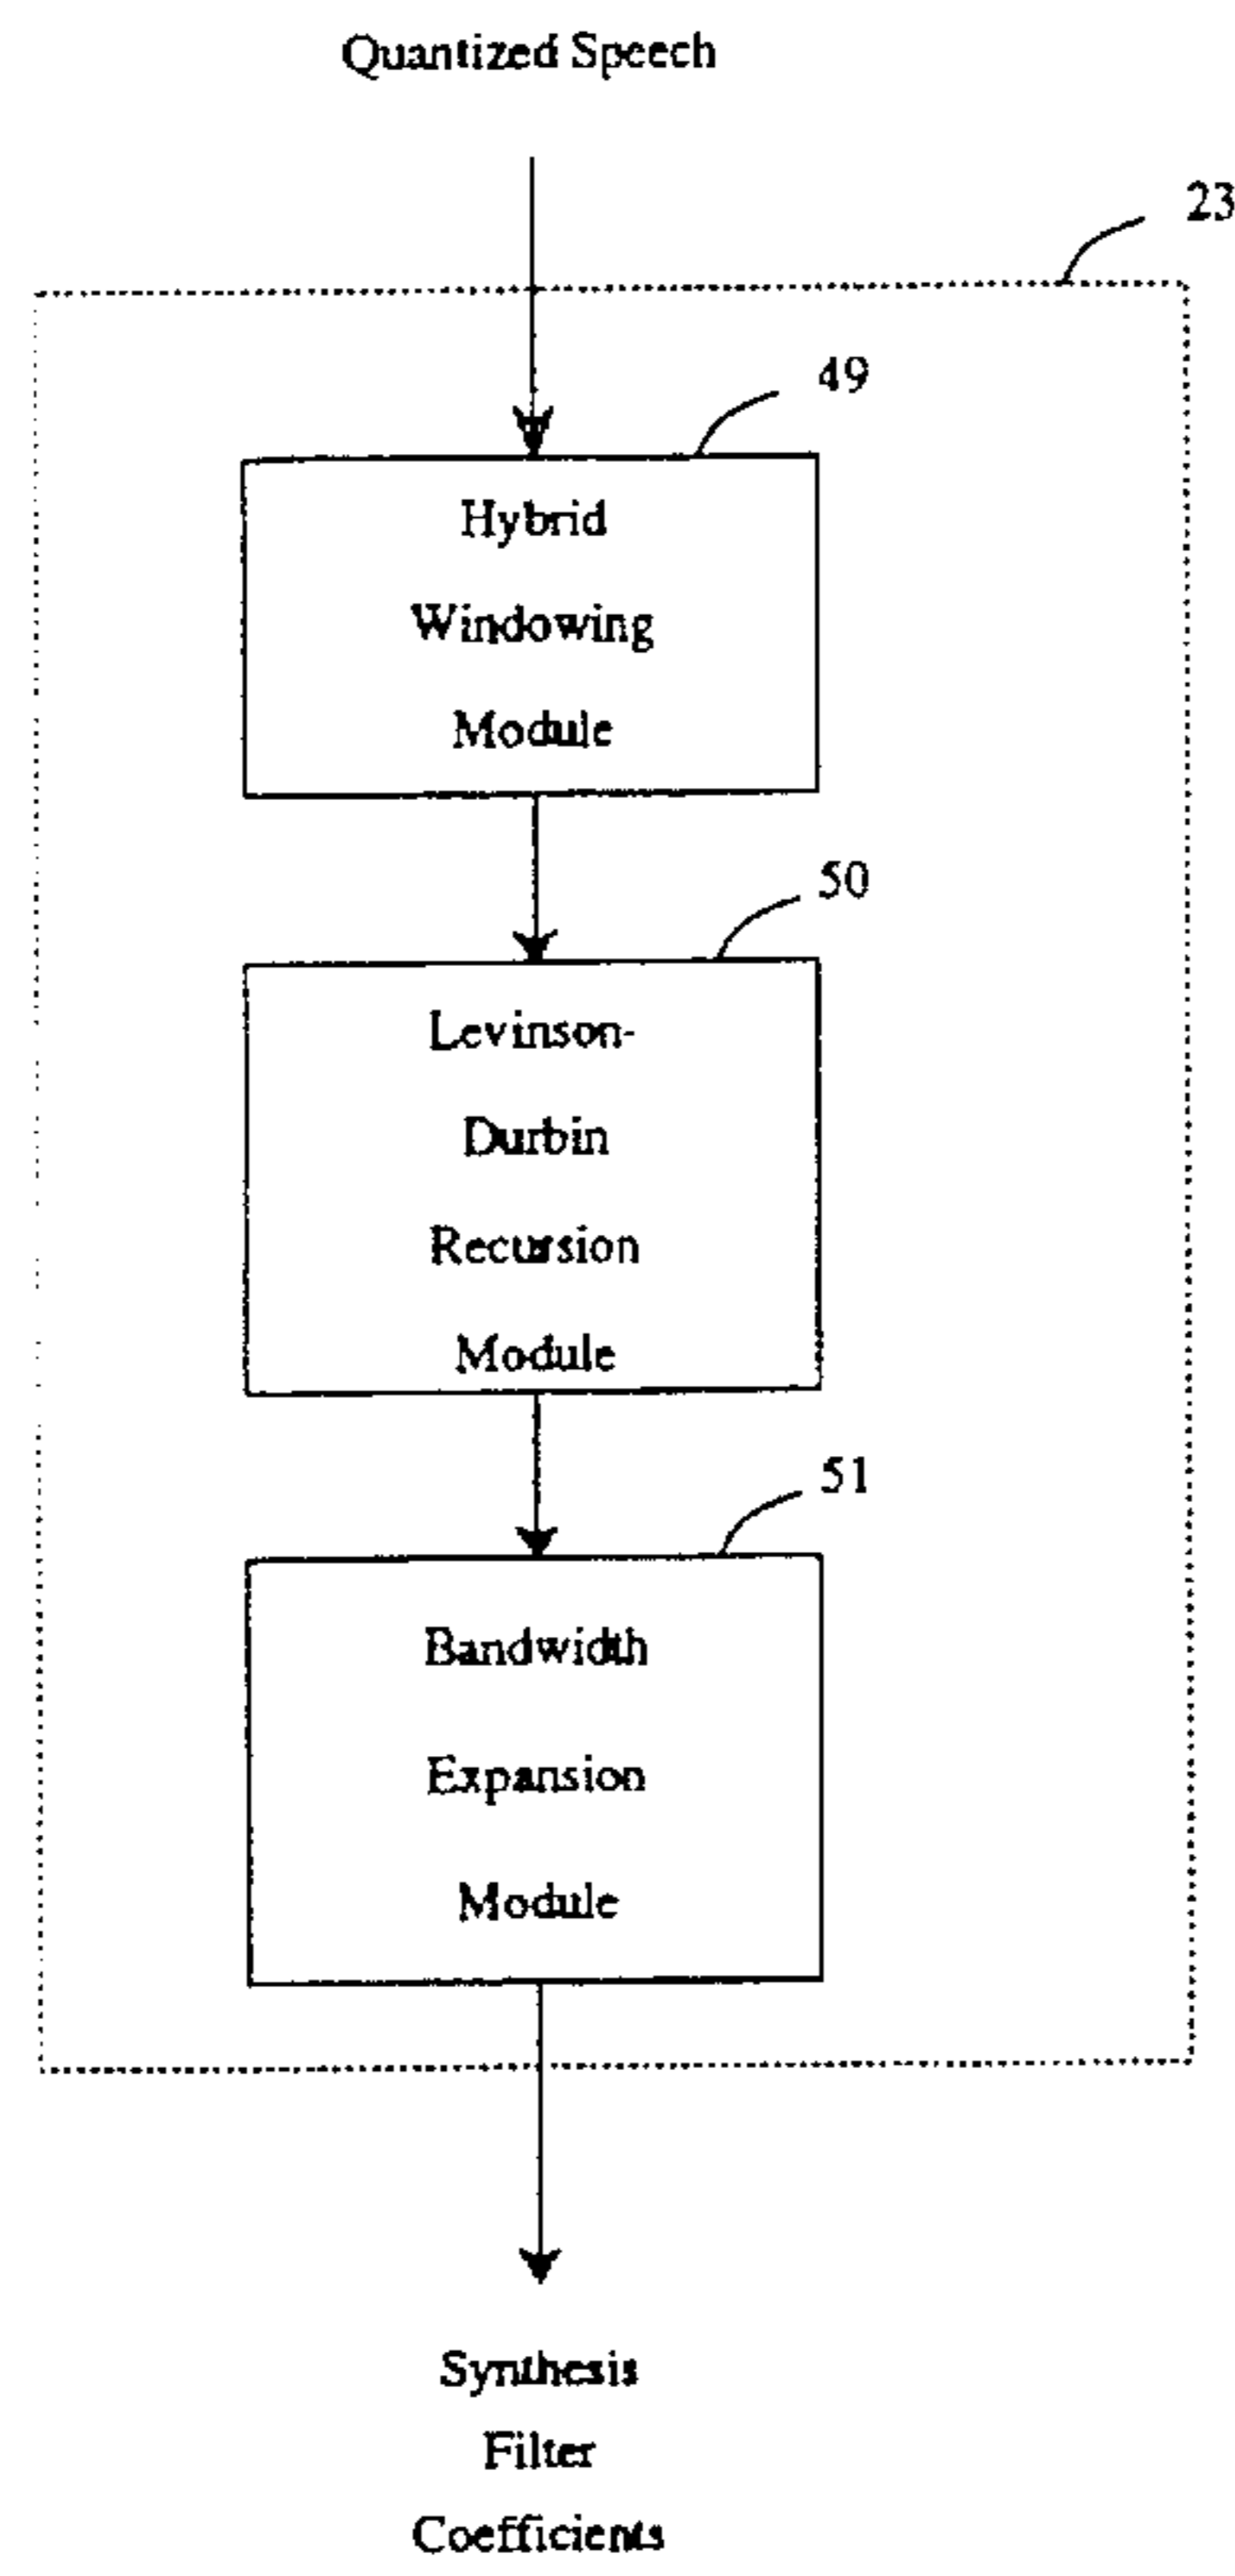 Quantized Speech
23
49
Hybrid
Windowing
Module
50
Levinson-
Durbin
Recursion
Module
51
Bandwidth
Expansion
Module
Synthesis
Filter
Coefficients